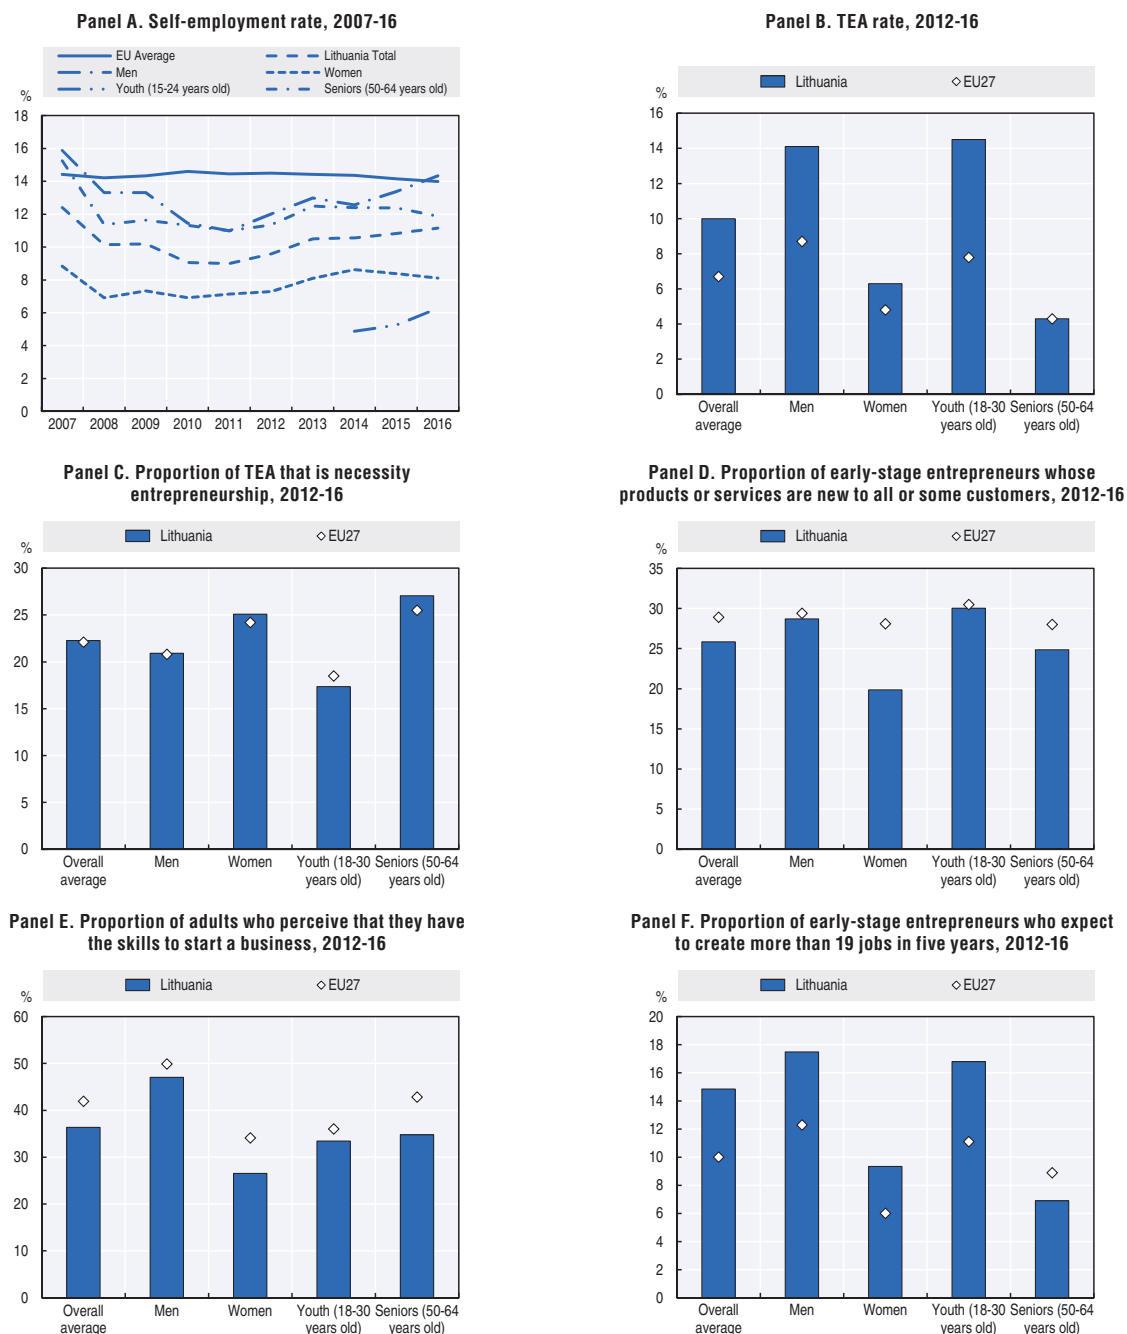 Panel A. Self-employment rate, 2007-16
EU Average
Lithuania Total
Men
Women
Youth (15-24 years old)
Seniors (50-64 years old)
%
18
16
14
12
10
8
6
4
2
0
2007 2008 2009 2010 2011 2012 2013 2014 2015 2016
Panel B. TEA rate, 2012-16
Lithuania
EU27
%
16
14
12
10
8
6
4
2
0
Overall average
Men
Women
Youth (18-30 years old)
Seniors (50-64 years old)
Panel C. Proportion of TEA that is necessity
entrepreneurship, 2012-16
Lithuania
EU27
%
30
25
20
15
10
5
0
Overall average
Men
Women
Youth (18-30 years old)
Seniors (50-64 years old)
Panel D. Proportion of early-stage entrepreneurs whose
products or services are new to all or some customers, 2012-16
Lithuania
EU27
%
35
30
25
20
15
10
5
0
Overall average
Men
Women
Youth (18-30 years old)
Seniors (50-64 years old)
Panel E. Proportion of adults who perceive that they have
the skills to start a business, 2012-16
Lithuania
EU27
%
60
50
40
30
20
10
0
Overall average
Men
Women
Youth (18-30 years old)
Seniors (50-64 years old)
Panel F. Proportion of early-stage entrepreneurs who expect
to create more than 19 jobs in five years, 2012-16
Lithuania
EU27
%
20
18
16
14
12
10
8
6
4
2
0
Overall average
Men
Women
Youth (18-30 years old)
Seniors (50-64 years old)